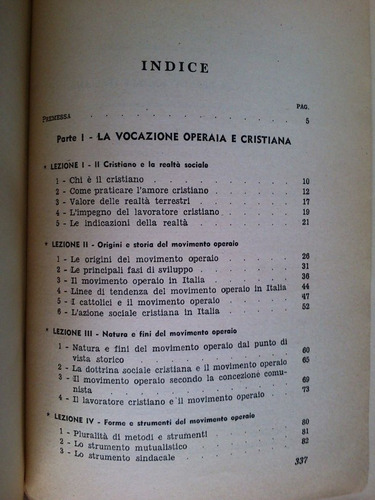 INDICE
PAG.
PREMESSA . . . . . . . . . . 5
Parte I - LA VOCAZIONE OPERAIA E CRISTIANA
* LEZIONE I - Il Cristiano e la realtà sociale
1 - Chi è il cristiano . . . . . . . 10
2 - Come praticare l'amore cristiano . . . . 12
3 - Valore delle realtà terrestri . . . . . 17
4 - L'impegno del lavoratore cristiano . . . . 19
5 - Le indicazioni della realtà . . . . . 21
* LEZIONE II - Origini e storia del movimento operaio
1 - Le origini del movimento operaio . . . . 26
2 - Le principali fasi di sviluppo . . . . . 31
3 - Il movimento operaio in Italia . . . . . 36
4 - Linee di tendenza del movimento operaio in Italia 44
5 - I cattolici e il movimento operaio . . . . 47
6 - L'azione sociale cristiana in Italia . . . . 52
* LEZIONE III - Natura e fini del movimento operaio
1 - Natura e fini del movimento operaio dal punto di
vista storico . . . . . . . . 60
2 - La dottrina sociale cristiana e il movimento operaio 65
3 - Il movimento operaio secondo la concezione comu-
nista . . . . . . . . . . 69
4 - Il lavoratore cristiano e il movimento operaio . 73
* LEZIONE IV - Forme e strumenti del movimento operaio
1 - Pluralità di metodi e strumenti . . . . 80
2 - Lo strumento mutualistico . . . . . 81
3 - Lo strumento sindacale . . . . . . 82
337